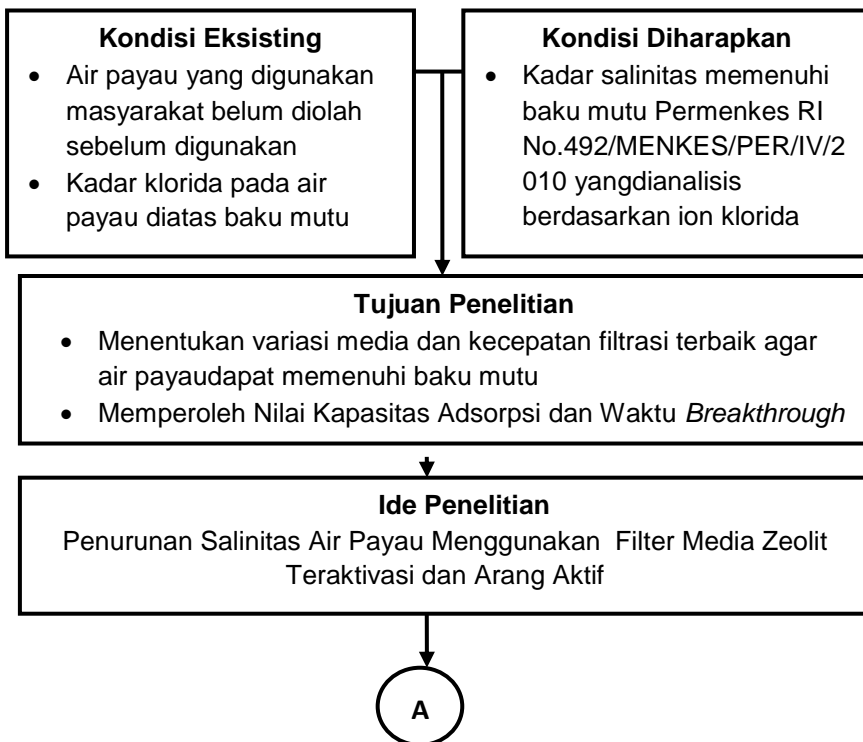 Kondisi Eksisting
• Air payau yang digunakan
masyarakat belum diolah
sebelum digunakan
• Kadar klorida pada air
payau diatas baku mutu
Kondisi Diharapkan
• Kadar salinitas memenuhi
baku mutu Permenkes RI
No.492/MENKES/PER/IV/2
010 yangdianalisis
berdasarkan ion klorida
Tujuan Penelitian
• Menentukan variasi media dan kecepatan filtrasi terbaik agar
air payaudapat memenuhi baku mutu
• Memperoleh Nilai Kapasitas Adsorpsi dan Waktu Breakthrough
Ide Penelitian
Penurunan Salinitas Air Payau Menggunakan Filter Media Zeolit
Teraktivasi dan Arang Aktif
A